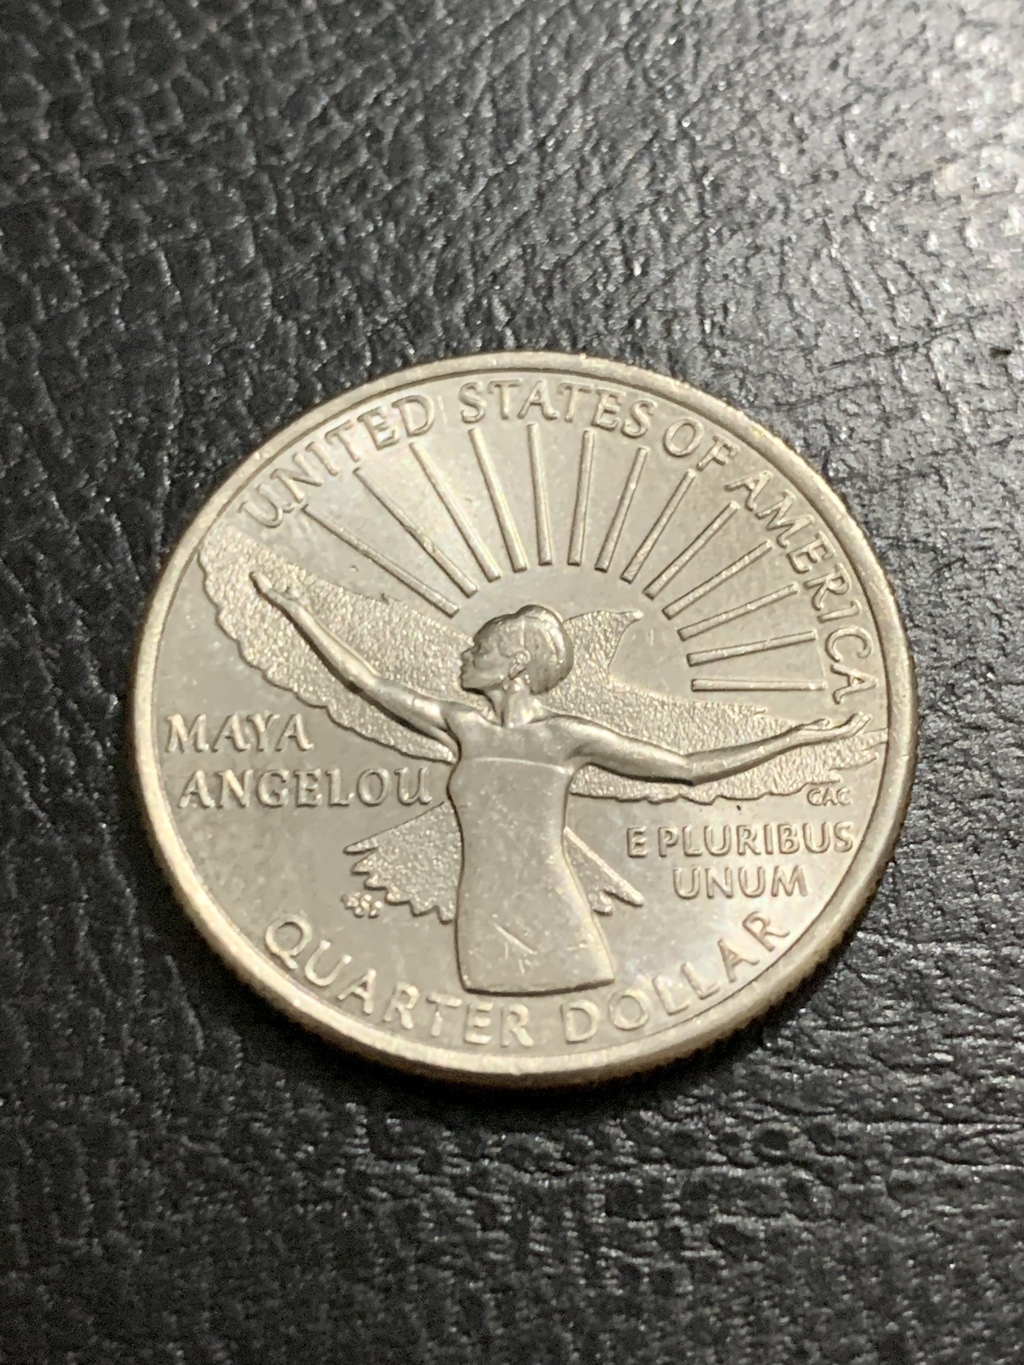 UNITED STATES OF AMERICA
MAYA
ANGELOU
CAC
E PLURIBUS
UNUM
QUARTER DOLLAR